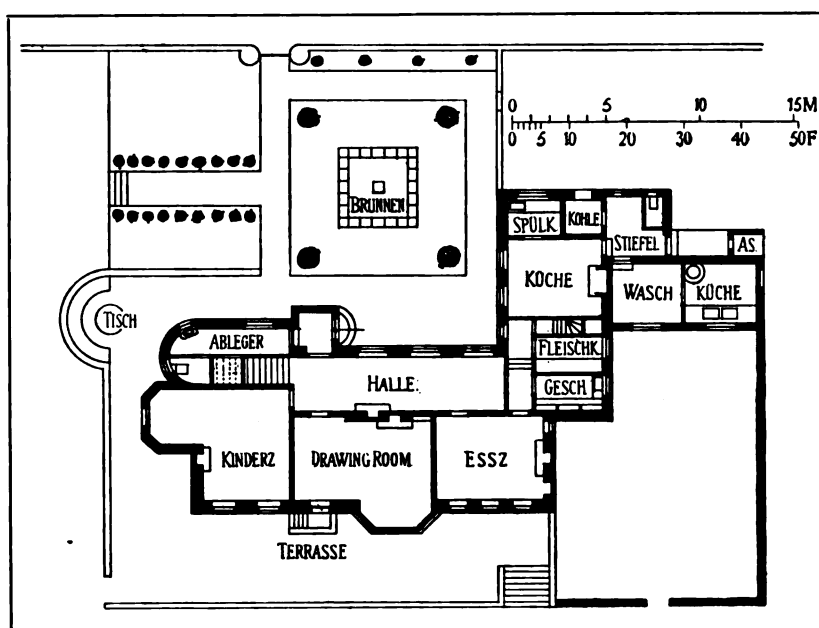 0 5 10 15M
0 5 10 20 30 40 50F
BRUNNEN
SPÜLK
KOHLE
STIEFEL
AS.
KÜCHE
WASCH
KÜCHE
TISCH
ABLEGER
FLEISCHK.
HALLE.
GESCH
KINDERZ
DRAWING ROOM
ESSZ
TERRASSE